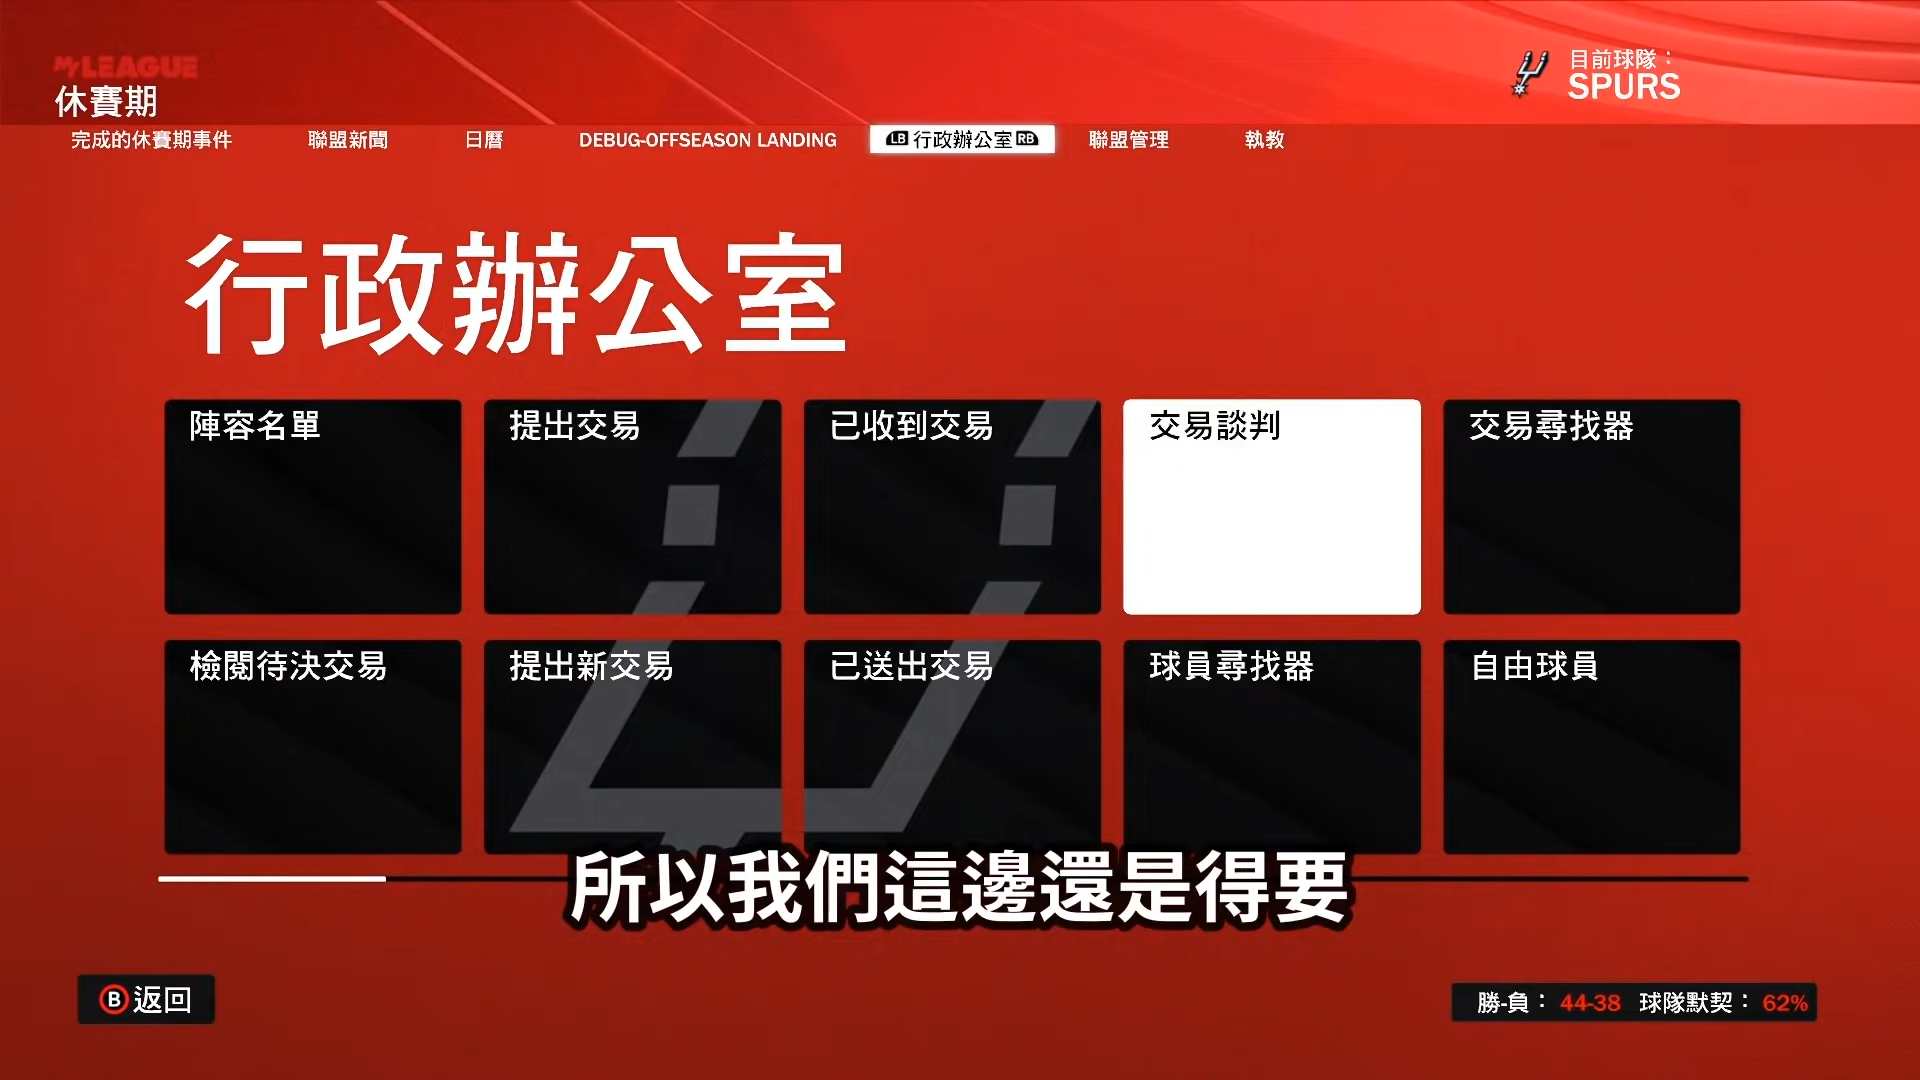 MyLEAGUE
休賽期
目前球隊：
SPURS
完成的休賽期事件 聯盟新聞 日曆 DEBUG-OFFSEASON LANDING LB 行政辦公室 RB 聯盟管理 執教
行政辦公室
陣容名單 提出交易 已收到交易 交易談判 交易尋找器
檢閱待決交易 提出新交易 已送出交易 球員尋找器 自由球員
所以我們這邊還是得要
B 返回
勝-負： 44-38 球隊默契： 62%